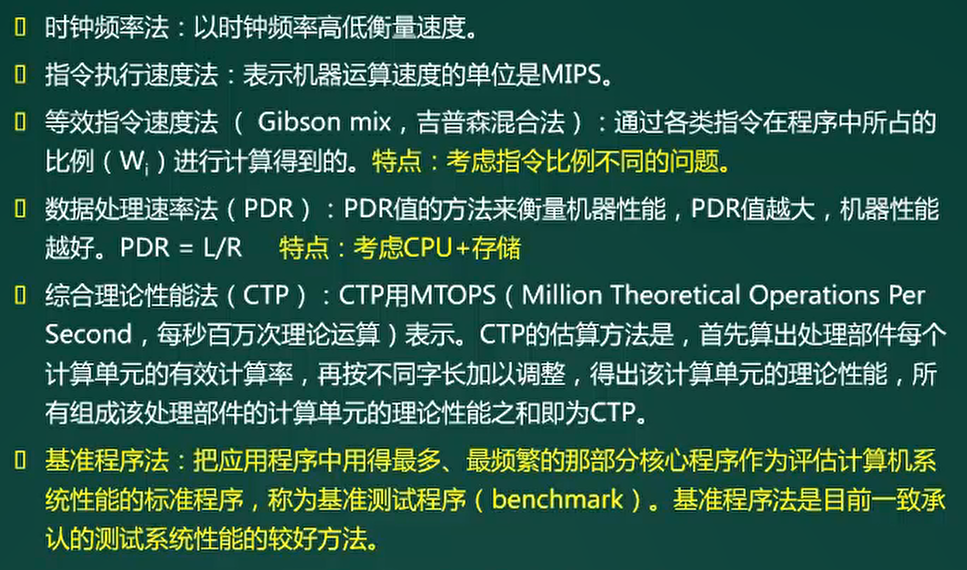 ▯ 时钟频率法：以时钟频率高低衡量速度。
▯ 指令执行速度法：表示机器运算速度的单位是MIPS。
▯ 等效指令速度法 （ Gibson mix，吉普森混合法 ）：通过各类指令在程序中所占的
比例（ Wi ）进行计算得到的。特点：考虑指令比例不同的问题。
▯ 数据处理速率法（ PDR ）：PDR值的方法来衡量机器性能，PDR值越大，机器性能
越好。PDR = L/R 特点：考虑CPU+存储
▯ 综合理论性能法（ CTP ）：CTP用MTOPS（ Million Theoretical Operations Per
Second，每秒百万次理论运算 ）表示。CTP的估算方法是，首先算出处理部件每个
计算单元的有效计算率，再按不同字长加以调整，得出该计算单元的理论性能，所
有组成该处理部件的计算单元的理论性能之和即为CTP。
▯ 基准程序法：把应用程序中用得最多、最频繁的那部分核心程序作为评估计算机系
统性能的标准程序，称为基准测试程序（ benchmark ）。基准程序法是目前一致承
认的测试系统性能的较好方法。